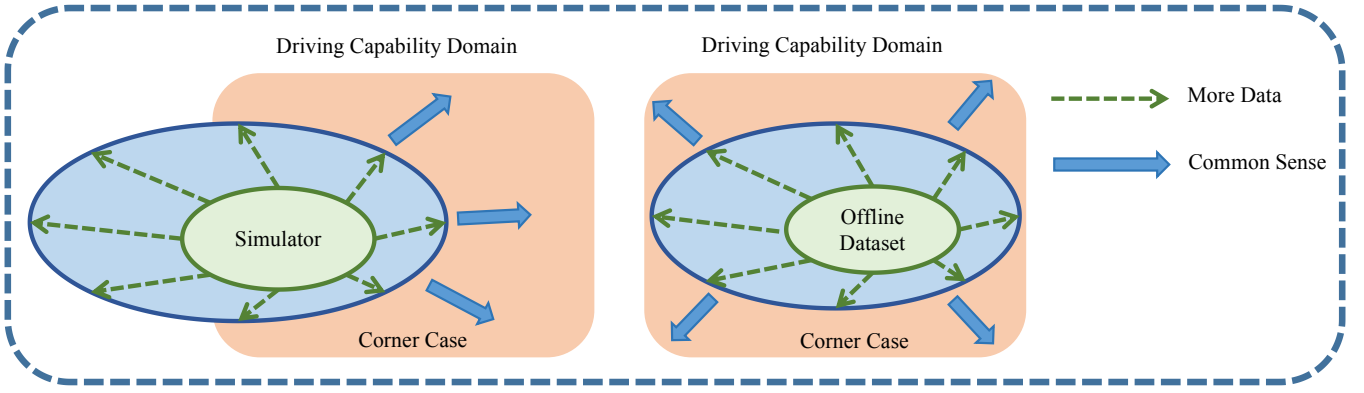 Driving Capability Domain
Simulator
Corner Case
Driving Capability Domain
Offline
Dataset
Corner Case
More Data
Common Sense